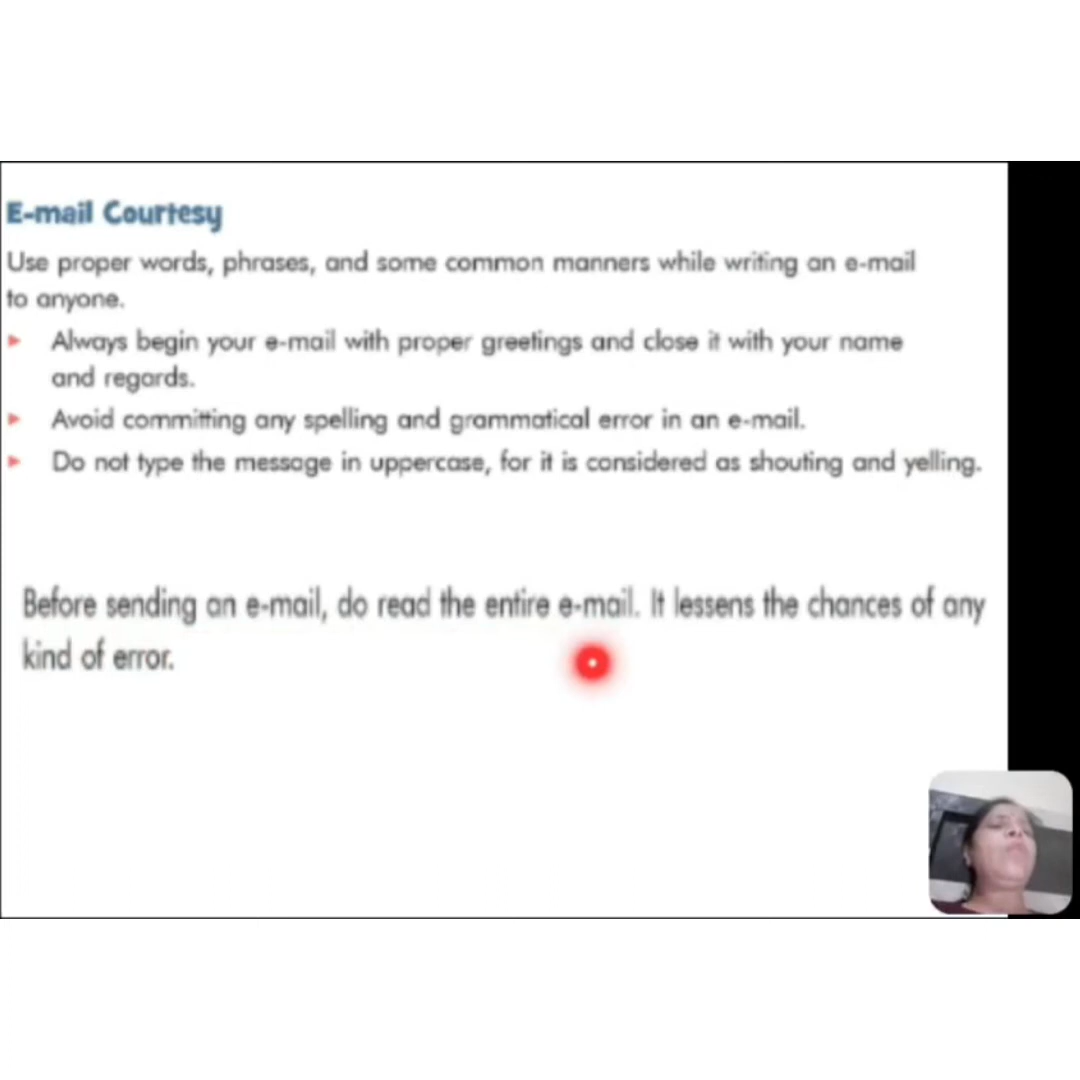 E-mail Courtesy
Use proper words, phrases, and some common manners while writing an e-mail
to anyone.
Always begin your e-mail with proper greetings and close it with your name
and regards.
Avoid committing any spelling and grammatical error in an e-mail.
Do not type the message in uppercase, for it is considered as shouting and yelling.
Before sending an e-mail, do read the entire e-mail. It lessens the chances of any
kind of error.